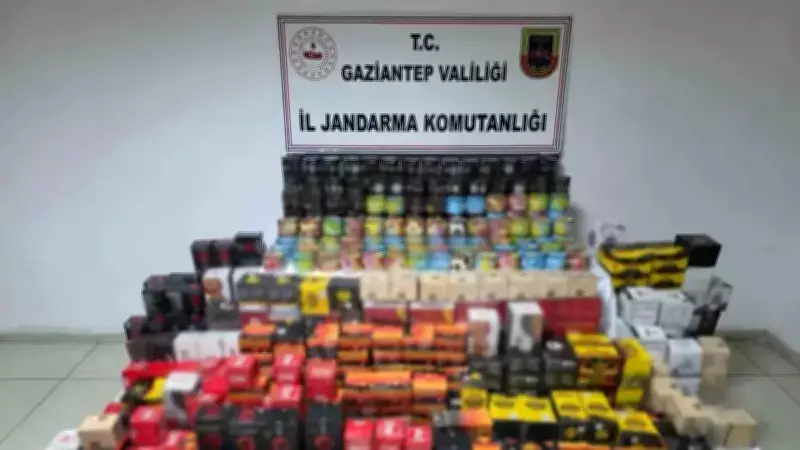 T.C.
GAZİANTEP VALİLİĞİ
İL JANDARMA KOMUTANLIĞI